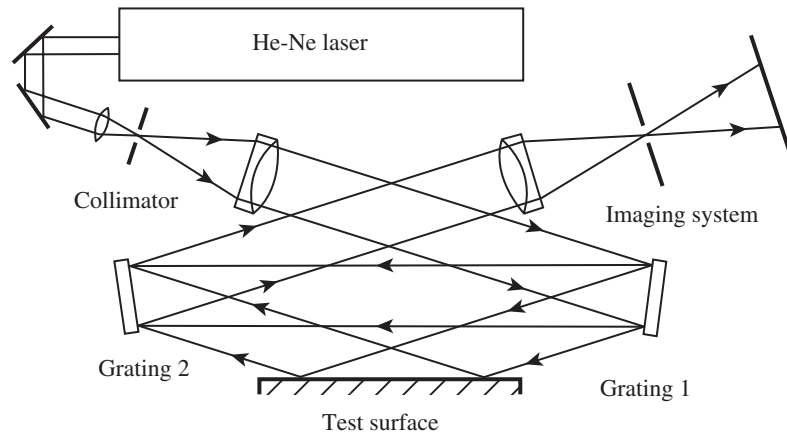 He-Ne laser
Collimator
Imaging system
Grating 2
Grating 1
Test surface